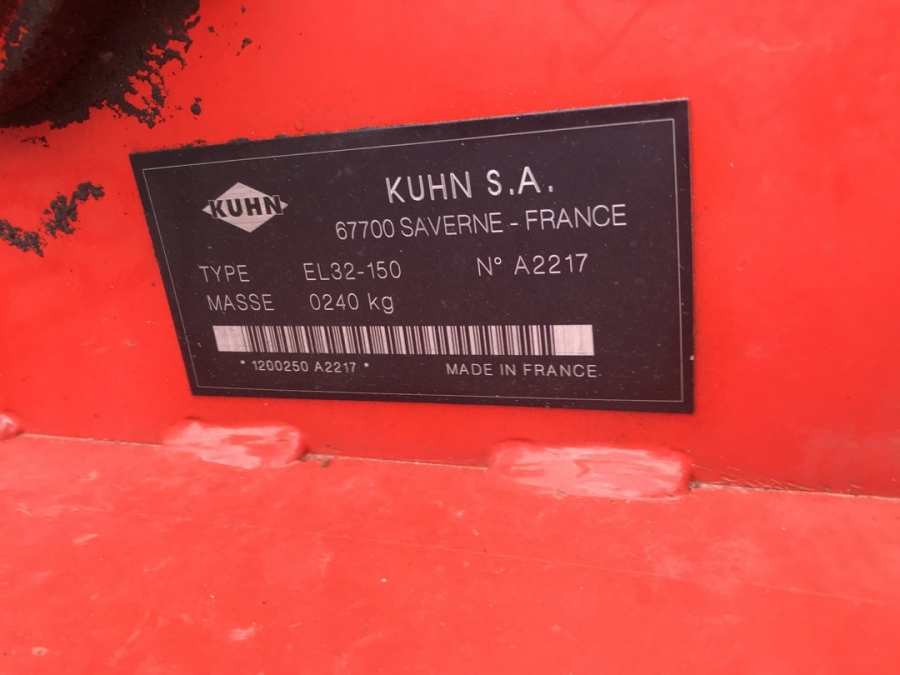 KUHN
KUHN S.A.
67700 SAVERNE - FRANCE
TYPE EL32-150 N° A2217
MASSE 0240 kg
* 1200250 A2217 * MADE IN FRANCE